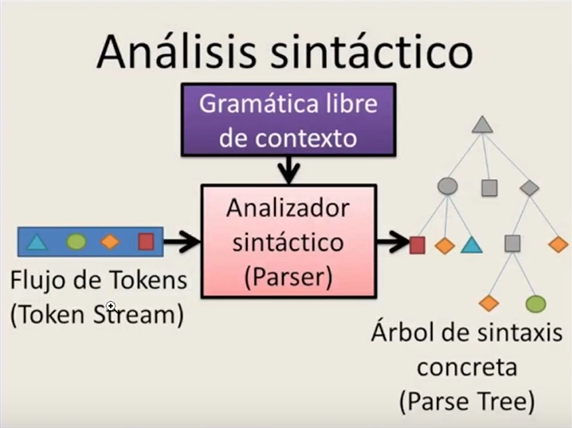 Análisis sintáctico
Gramática libre
de contexto
Analizador
sintáctico
(Parser)
Flujo de Tokens
(Token Stream)
Árbol de sintaxis
concreta
(Parse Tree)